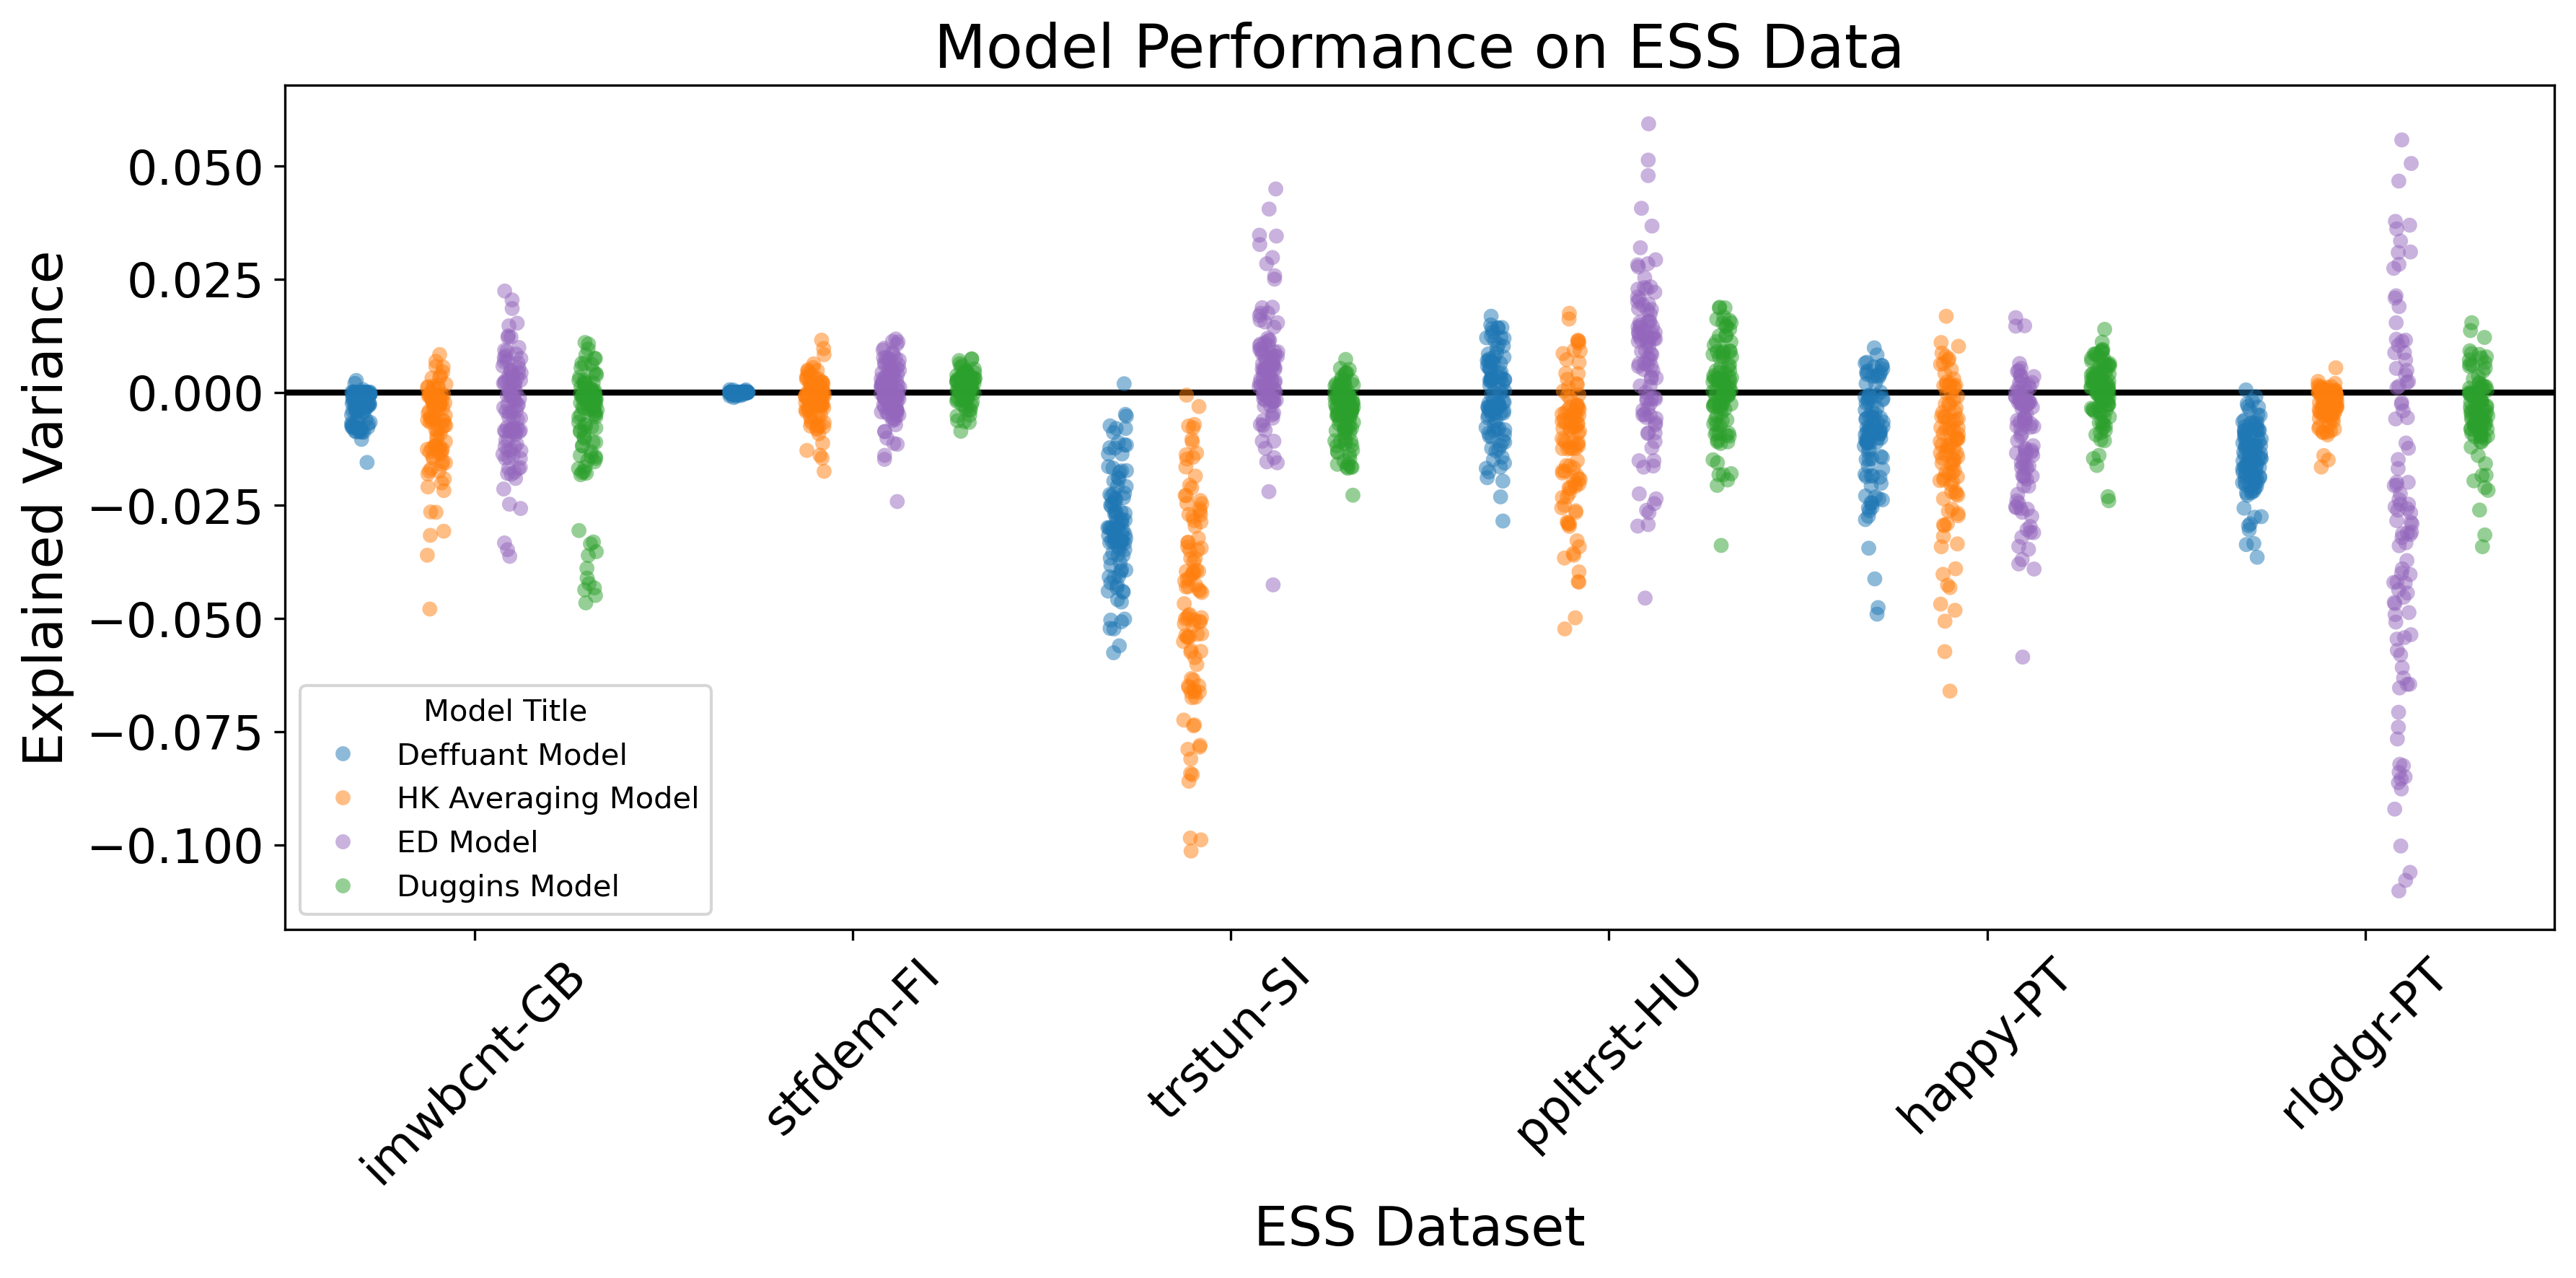 Model Performance on ESS Data
Explained Variance
0.050
0.025
0.000
−0.025
−0.050
−0.075
−0.100
Model Title
Deffuant Model
HK Averaging Model
ED Model
Duggins Model
imwbcnt-GB
stfdem-FI
trstun-SI
ppltrst-HU
happy-PT
rlgdgr-PT
ESS Dataset